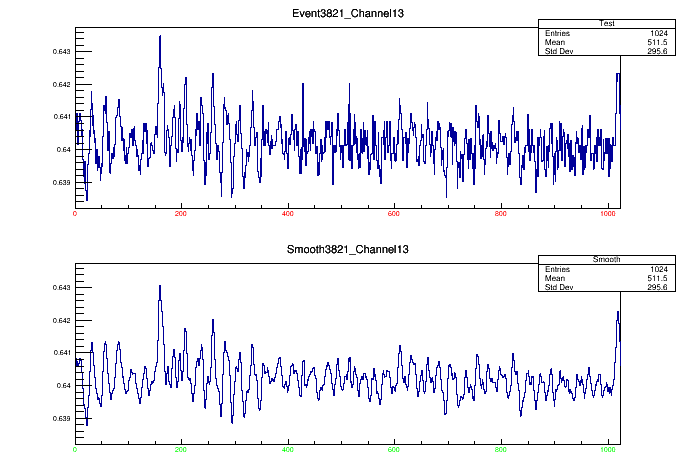 Event3821_Channel13
Test
Entries 1024
Mean 511.5
Std Dev 295.6
0.643
0.642
0.641
0.64
0.639
0 200 400 600 800 1000
Smooth3821_Channel13
Smooth
Entries 1024
Mean 511.5
Std Dev 295.6
0.643
0.642
0.641
0.64
0.639
0 200 400 600 800 1000